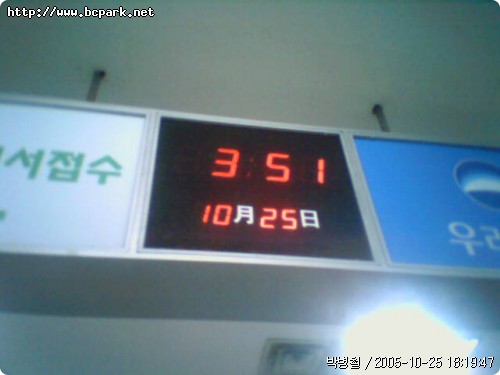 http://www.bcpark.net
서접수
3:51
10月25日
우리
박병철 / 2005-10-25 18:19:47